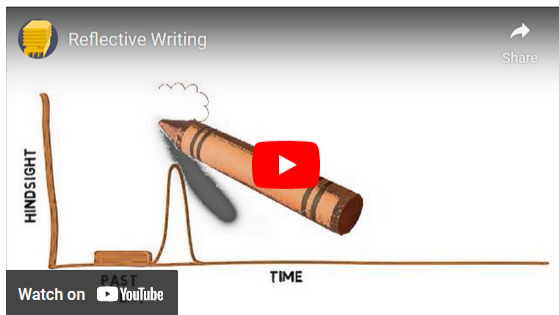 Reflective Writing
Share
HINDSIGHT
PAST
TIME
Watch on YouTube